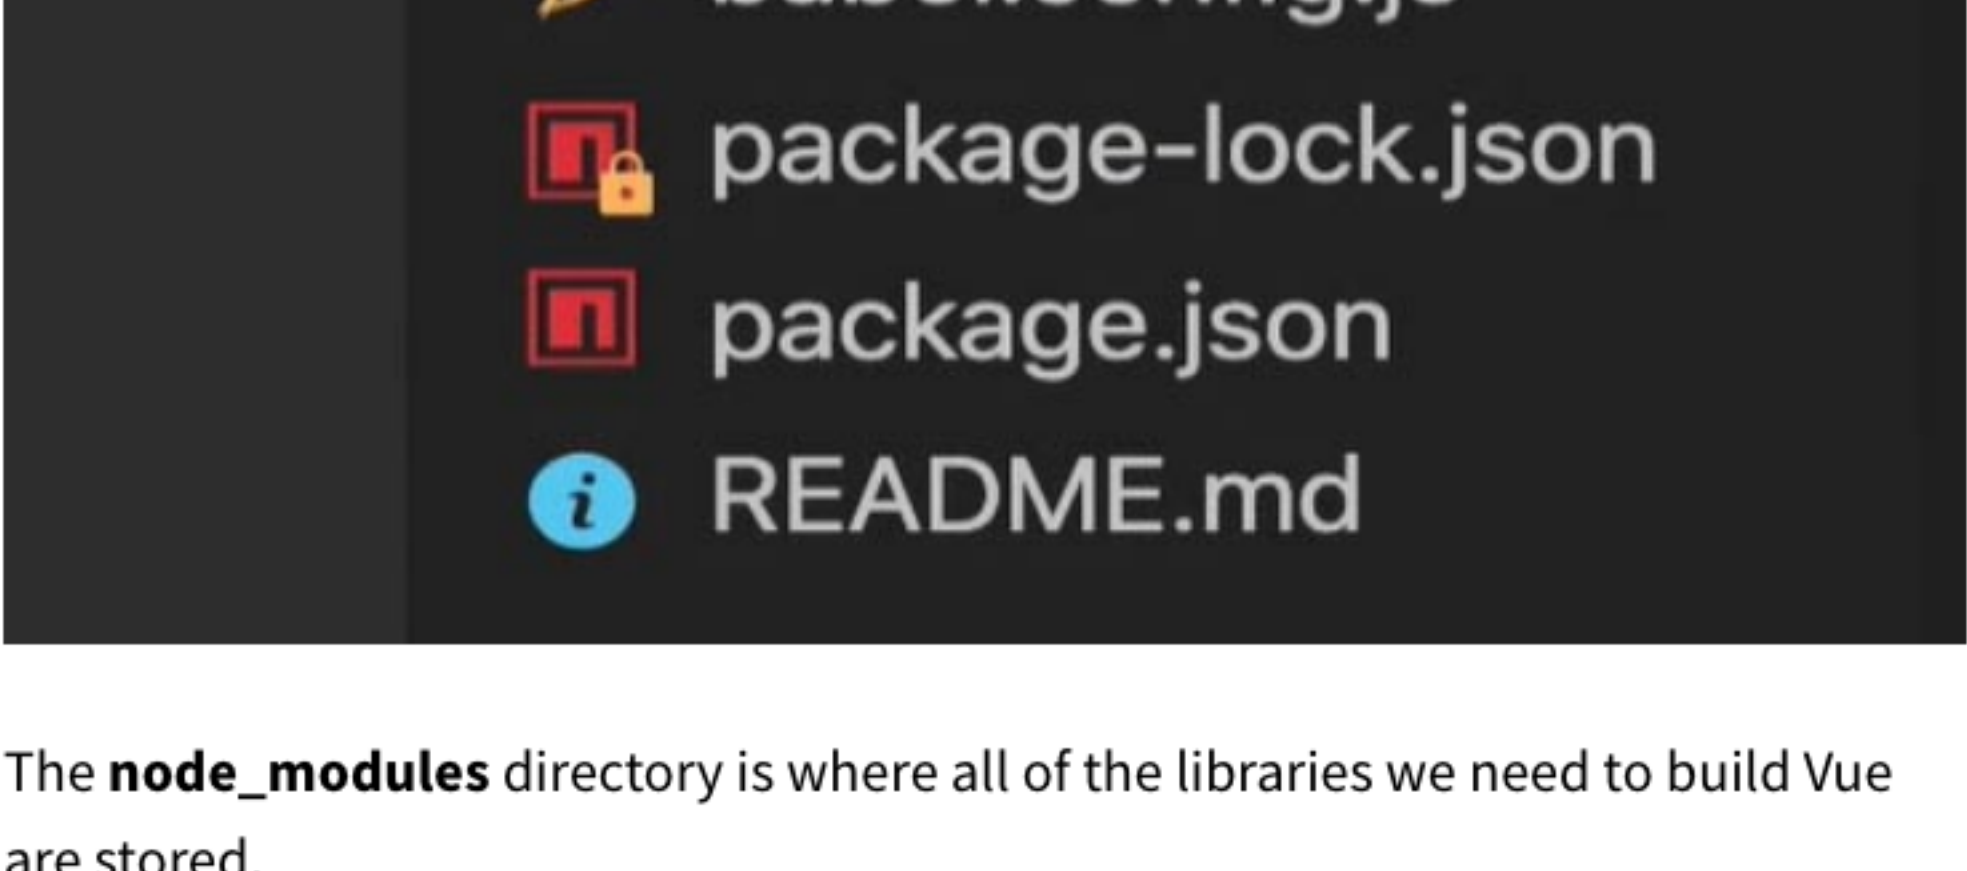 package-lock.json
package.json
README.md
The node_modules directory is where all of the libraries we need to build Vue
are stored.